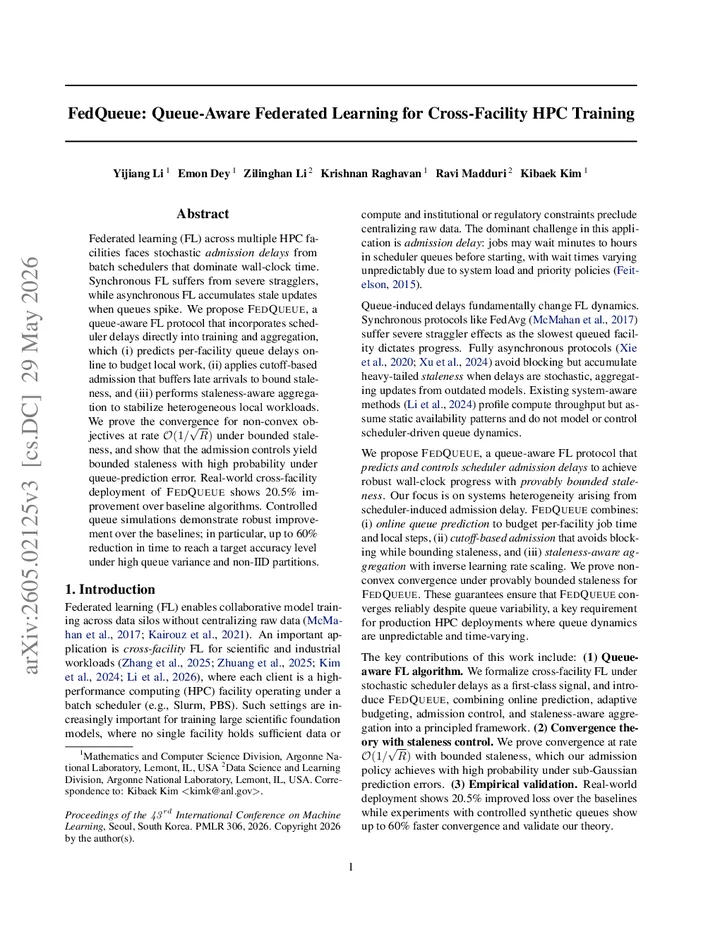 FedQueue: Queue-Aware Federated Learning for Cross-Facility HPC Training
Yijiang Li 1 Emon Dey 1 Zilinghan Li 2 Krishnan Raghavan 1 Ravi Madduri 2 Kibaek Kim 1
Abstract
Federated learning (FL) across multiple HPC fa-
cilities faces stochastic admission delays from
batch schedulers that dominate wall-clock time.
Synchronous FL suffers from severe stragglers,
while asynchronous FL accumulates stale updates
when queues spike. We propose FEDQUEUE, a
queue-aware FL protocol that incorporates sched-
uler delays directly into training and aggregation,
which (i) predicts per-facility queue delays on-
line to budget local work, (ii) applies cutoff-based
admission that buffers late arrivals to bound stale-
ness, and (iii) performs staleness-aware aggrega-
tion to stabilize heterogeneous local workloads.
We prove the convergence for non-convex ob-
jectives at rate O(1/√R) under bounded stale-
ness, and show that the admission controls yield
bounded staleness with high probability under
queue-prediction error. Real-world cross-facility
deployment of FEDQUEUE shows 20.5% im-
provement over baseline algorithms. Controlled
queue simulations demonstrate robust improve-
ment over the baselines; in particular, up to 60%
reduction in time to reach a target accuracy level
under high queue variance and non-IID partitions.
1. Introduction
Federated learning (FL) enables collaborative model train-
ing across data silos without centralizing raw data (McMa-
han et al., 2017; Kairouz et al., 2021). An important ap-
plication is cross-facility FL for scientific and industrial
workloads (Zhang et al., 2025; Zhuang et al., 2025; Kim
et al., 2024; Li et al., 2026), where each client is a high-
performance computing (HPC) facility operating under a
batch scheduler (e.g., Slurm, PBS). Such settings are in-
creasingly important for training large scientific foundation
models, where no single facility holds sufficient data or
1Mathematics and Computer Science Division, Argonne Na-
tional Laboratory, Lemont, IL, USA 2Data Science and Learning
Division, Argonne National Laboratory, Lemont, IL, USA. Corre-
spondence to: Kibaek Kim <kimk@anl.gov>.
Proceedings of the 43rd International Conference on Machine
Learning, Seoul, South Korea. PMLR 306, 2026. Copyright 2026
by the author(s).
compute and institutional or regulatory constraints preclude
centralizing raw data. The dominant challenge in this appli-
cation is admission delay: jobs may wait minutes to hours
in scheduler queues before starting, with wait times varying
unpredictably due to system load and priority policies (Feit-
elson, 2015).
Queue-induced delays fundamentally change FL dynamics.
Synchronous protocols like FedAvg (McMahan et al., 2017)
suffer severe straggler effects as the slowest queued facil-
ity dictates progress. Fully asynchronous protocols (Xie
et al., 2020; Xu et al., 2024) avoid blocking but accumulate
heavy-tailed staleness when delays are stochastic, aggregat-
ing updates from outdated models. Existing system-aware
methods (Li et al., 2024) profile compute throughput but as-
sume static availability patterns and do not model or control
scheduler-driven queue dynamics.
We propose FEDQUEUE, a queue-aware FL protocol that
predicts and controls scheduler admission delays to achieve
robust wall-clock progress with provably bounded stale-
ness. Our focus is on systems heterogeneity arising from
scheduler-induced admission delay. FEDQUEUE combines:
(i) online queue prediction to budget per-facility job time
and local steps, (ii) cutoff-based admission that avoids block-
ing while bounding staleness, and (iii) staleness-aware ag-
gregation with inverse learning rate scaling. We prove non-
convex convergence under provably bounded staleness for
FEDQUEUE. These guarantees ensure that FEDQUEUE con-
verges reliably despite queue variability, a key requirement
for production HPC deployments where queue dynamics
are unpredictable and time-varying.
The key contributions of this work include: (1) Queue-
aware FL algorithm. We formalize cross-facility FL under
stochastic scheduler delays as a first-class signal, and intro-
duce FEDQUEUE, combining online prediction, adaptive
budgeting, admission control, and staleness-aware aggre-
gation into a principled framework. (2) Convergence the-
ory with staleness control. We prove convergence at rate
O(1/√R) with bounded staleness, which our admission
policy achieves with high probability under sub-Gaussian
prediction errors. (3) Empirical validation. Real-world
deployment shows 20.5% improved loss over the baselines
while experiments with controlled synthetic queues show
up to 60% faster convergence and validate our theory.
1
arXiv:2605.02125v3 [cs.DC] 29 May 2026